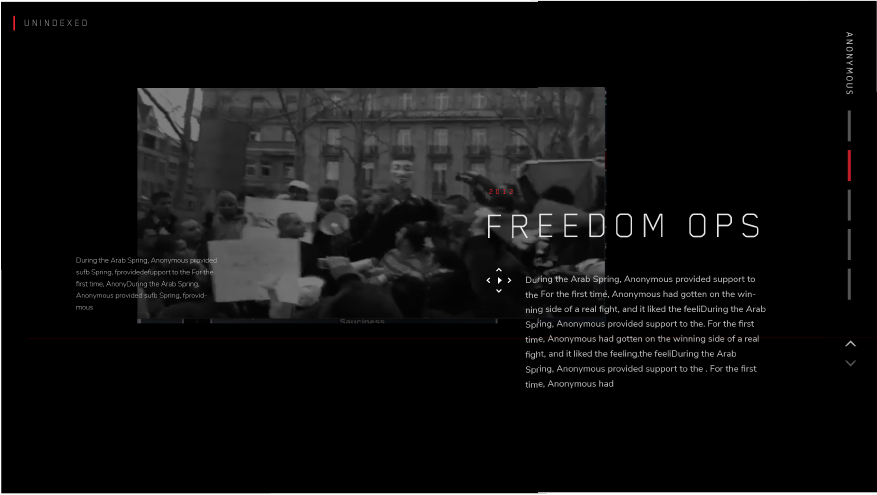 UNINDEXED
ANONYMOUS
FREEDOM OPS
During the Arab Spring, Anonymous provided
sufb Spring, fprovidedefupport to the For the
first time, AnonyDuring the Arab Spring,
Anonymous provided sufb Spring, fprovid-
mous
During the Arab Spring, Anonymous provided support to
the For the first time, Anonymous had gotten on the win-
ning side of a real fight, and it liked the feeliDuring the Arab
Spring, Anonymous provided support to the. For the first
time, Anonymous had gotten on the winning side of a real
fight, and it liked the feeling.the feeliDuring the Arab
Spring, Anonymous provided support to the . For the first
time, Anonymous had
Sauciness